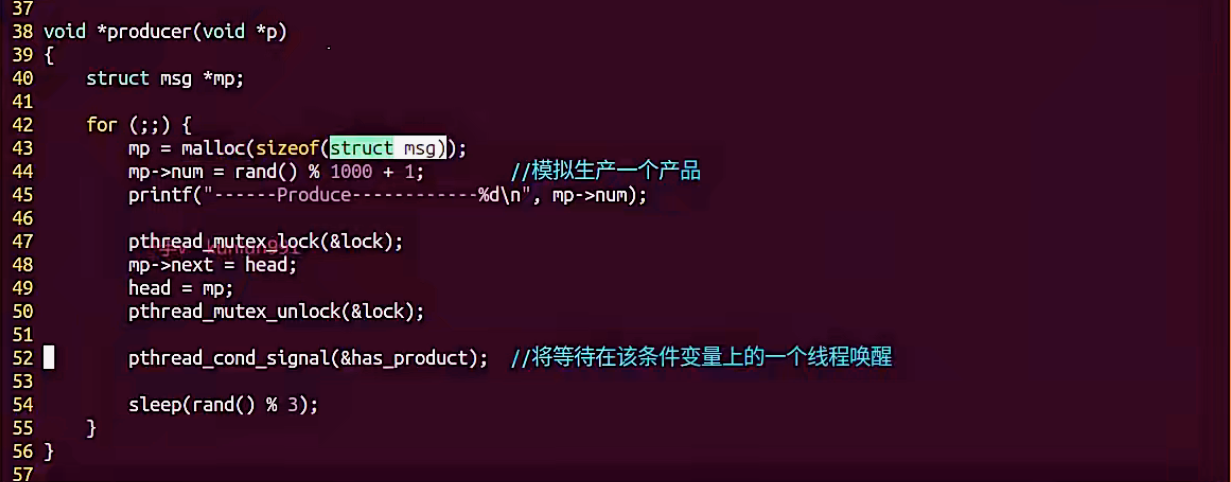 37
38 void *producer(void *p)
39 {
40     struct msg *mp;
41
42     for (;;) {
43         mp = malloc(sizeof(struct msg));
44         mp->num = rand() % 1000 + 1;        //模拟生产一个产品
45         printf("------Produce------------%d\n", mp->num);
46
47         pthread_mutex_lock(&lock);
48         mp->next = head;
49         head = mp;
50         pthread_mutex_unlock(&lock);
51
52         pthread_cond_signal(&has_product);  //将等待在该条件变量上的一个线程唤醒
53
54         sleep(rand() % 3);
55     }
56 }
57